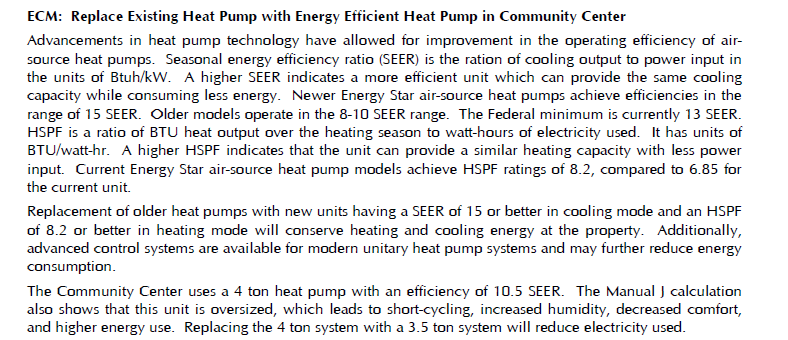 ECM: Replace Existing Heat Pump with Energy Efficient Heat Pump in Community Center
Advancements in heat pump technology have allowed for improvement in the operating efficiency of air-
source heat pumps. Seasonal energy efficiency ratio (SEER) is the ration of cooling output to power input in
the units of Btuh/kW. A higher SEER indicates a more efficient unit which can provide the same cooling
capacity while consuming less energy. Newer Energy Star air-source heat pumps achieve efficiencies in the
range of 15 SEER. Older models operate in the 8-10 SEER range. The Federal minimum is currently 13 SEER.
HSPF is a ratio of BTU heat output over the heating season to watt-hours of electricity used. It has units of
BTU/watt-hr. A higher HSPF indicates that the unit can provide a similar heating capacity with less power
input. Current Energy Star air-source heat pump models achieve HSPF ratings of 8.2, compared to 6.85 for
the current unit.
Replacement of older heat pumps with new units having a SEER of 15 or better in cooling mode and an HSPF
of 8.2 or better in heating mode will conserve heating and cooling energy at the property. Additionally,
advanced control systems are available for modern unitary heat pump systems and may further reduce energy
consumption.
The Community Center uses a 4 ton heat pump with an efficiency of 10.5 SEER. The Manual J calculation
also shows that this unit is oversized, which leads to short-cycling, increased humidity, decreased comfort,
and higher energy use. Replacing the 4 ton system with a 3.5 ton system will reduce electricity used.